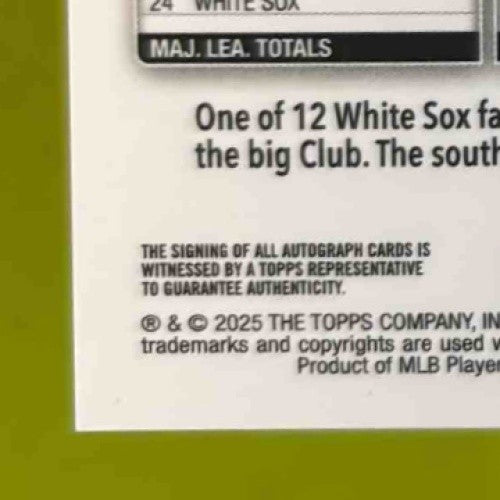 24 WHITE SOX
MAJ. LEA. TOTALS
One of 12 White Sox fa
the big Club. The south
THE SIGNING OF ALL AUTOGRAPH CARDS IS
WITNESSED BY A TOPPS REPRESENTATIVE
TO GUARANTEE AUTHENTICITY.
® & © 2025 THE TOPPS COMPANY, IN
trademarks and copyrights are used w
Product of MLB Player